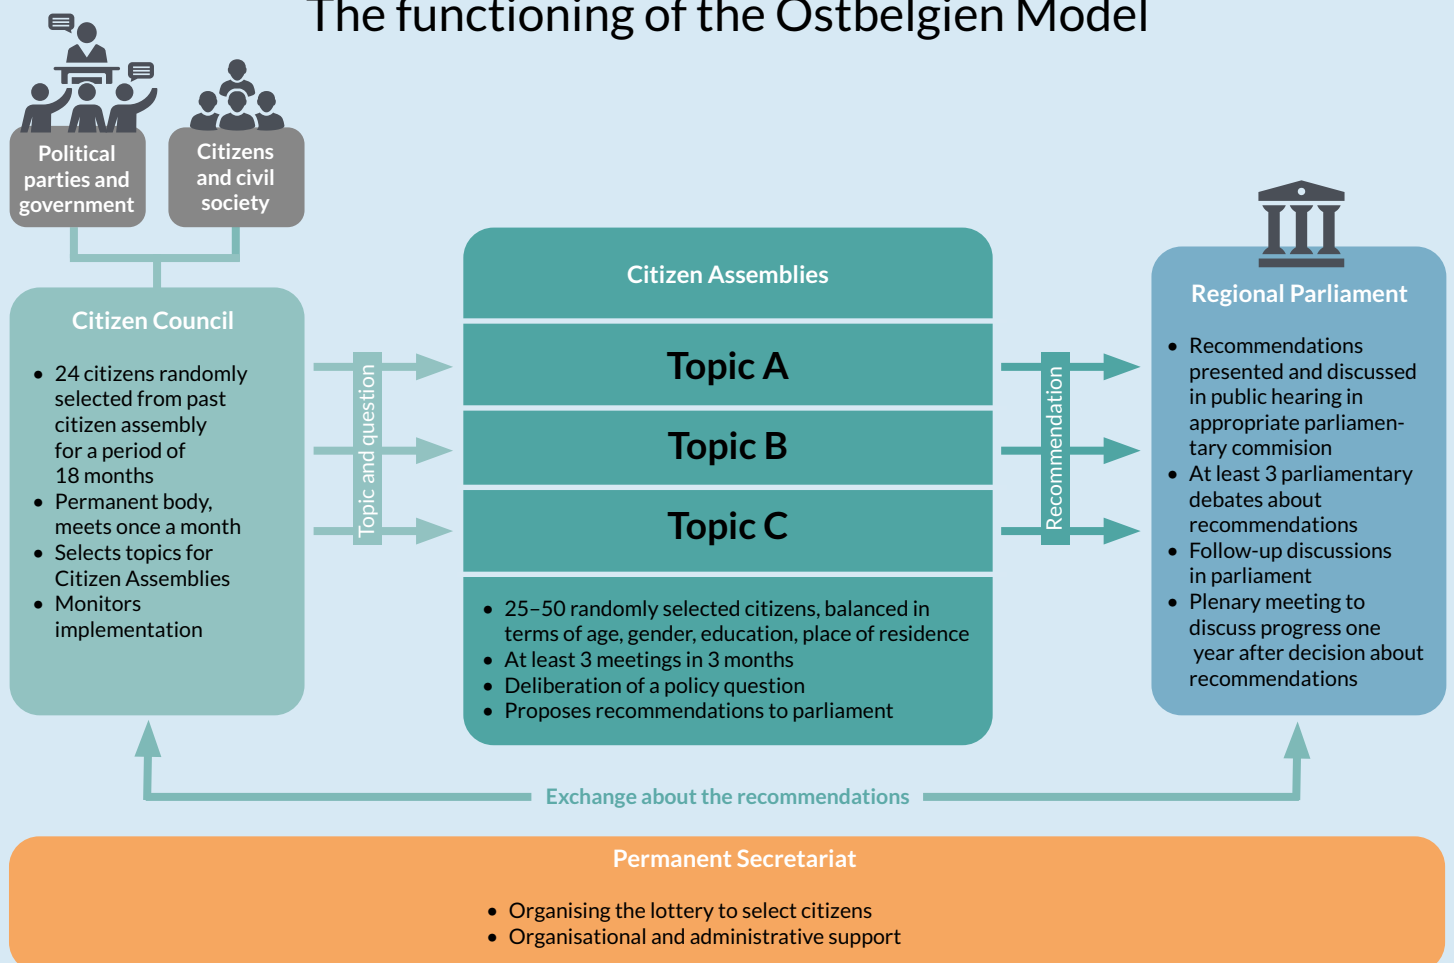 The functioning of the Ostbelgien Model
Political
parties and
government
Citizens
and civil
society
Citizen Council
• 24 citizens randomly
selected from past
citizen assembly
for a period of
18 months
• Permanent body,
meets once a month
• Selects topics for
Citizen Assemblies
• Monitors
implementation
Topic and question
Citizen Assemblies
Topic A
Topic B
Topic C
• 25–50 randomly selected citizens, balanced in
terms of age, gender, education, place of residence
• At least 3 meetings in 3 months
• Deliberation of a policy question
• Proposes recommendations to parliament
Recommendation
Regional Parliament
• Recommendations
presented and discussed
in public hearing in
appropriate parliamen-
tary commision
• At least 3 parliamentary
debates about
recommendations
• Follow-up discussions
in parliament
• Plenary meeting to
discuss progress one
year after decision about
recommendations
Exchange about the recommendations
Permanent Secretariat
• Organising the lottery to select citizens
• Organisational and administrative support